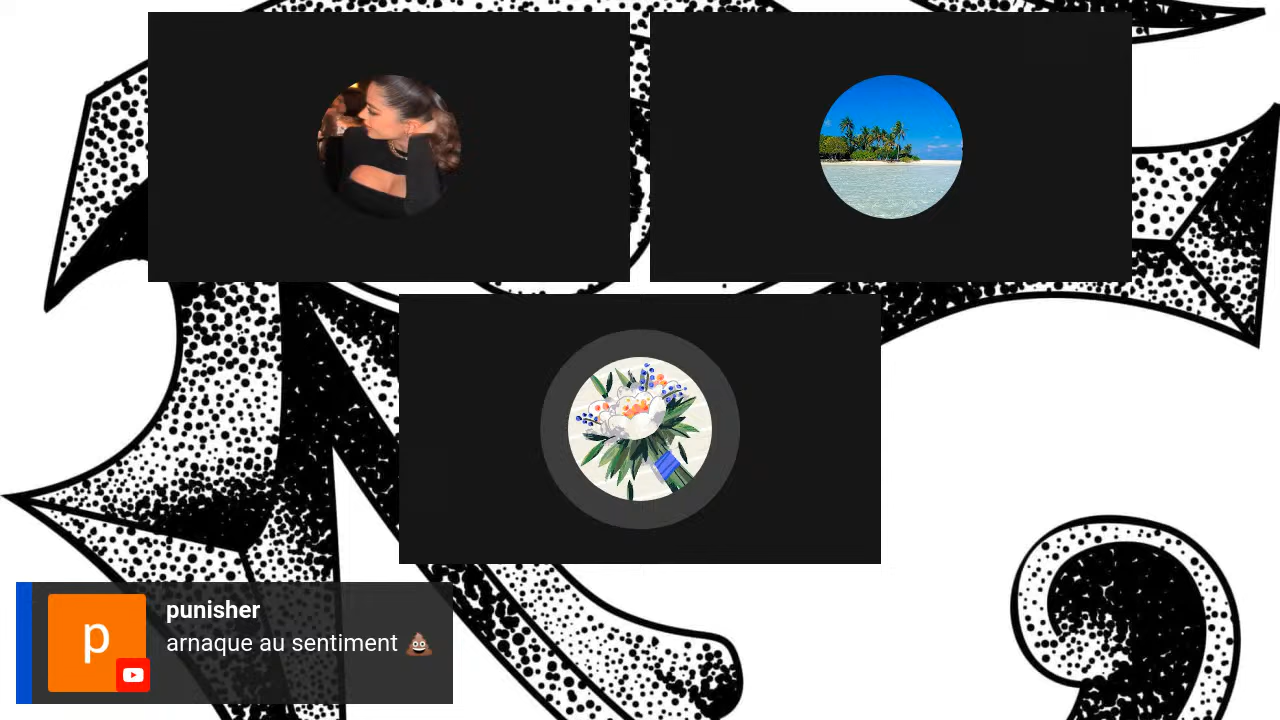 p
punisher
arnaque au sentiment 💩